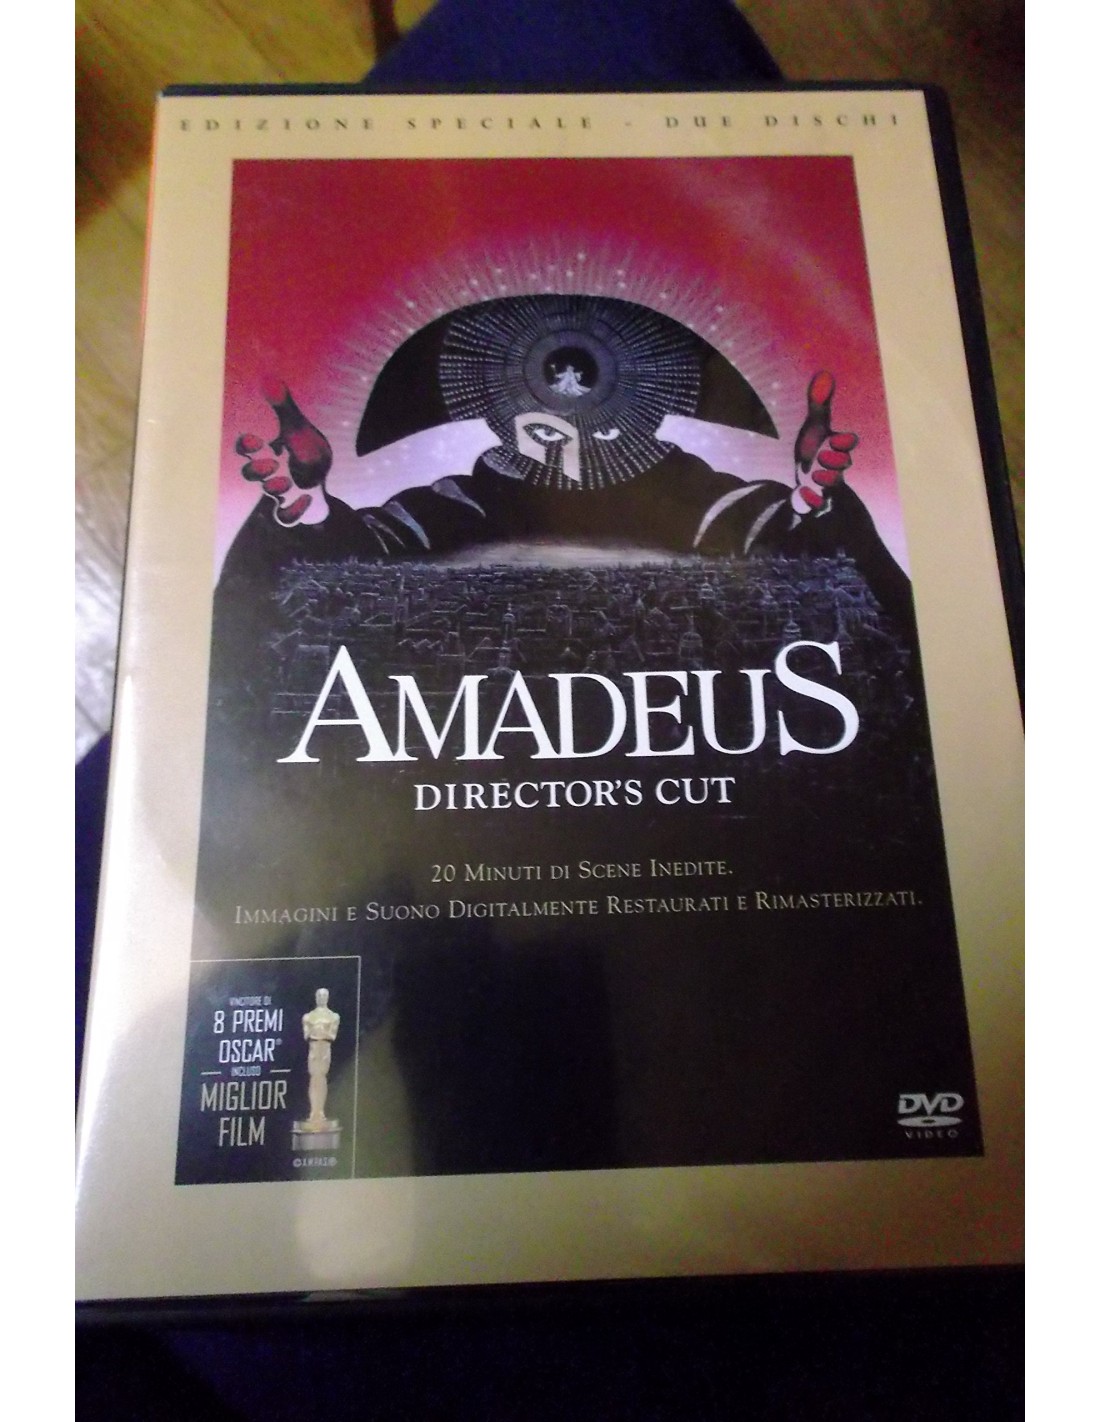 EDIZIONE SPECIALE - DUE DISCHI
AMADEUS
DIRECTOR'S CUT
20 MINUTI DI SCENE INEDITE.
IMMAGINI E SUONO DIGITALMENTE RESTAURATI E RIMASTERIZZATI.
VINCITORE DI
8 PREMI
OSCAR®
INCLUSO
MIGLIOR
FILM
©AMPAS®
DVD
VIDEO